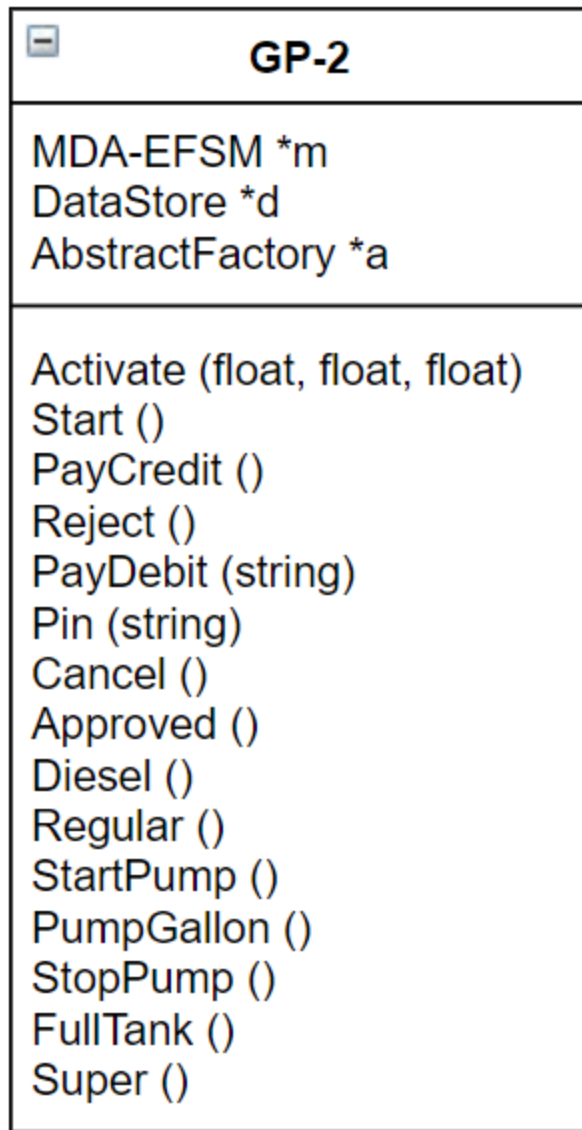 GP-2
MDA-EFSM *m
DataStore *d
AbstractFactory *a
Activate (float, float, float)
Start ()
PayCredit ()
Reject ()
PayDebit (string)
Pin (string)
Cancel ()
Approved ()
Diesel ()
Regular ()
StartPump ()
PumpGallon ()
StopPump ()
FullTank ()
Super ()